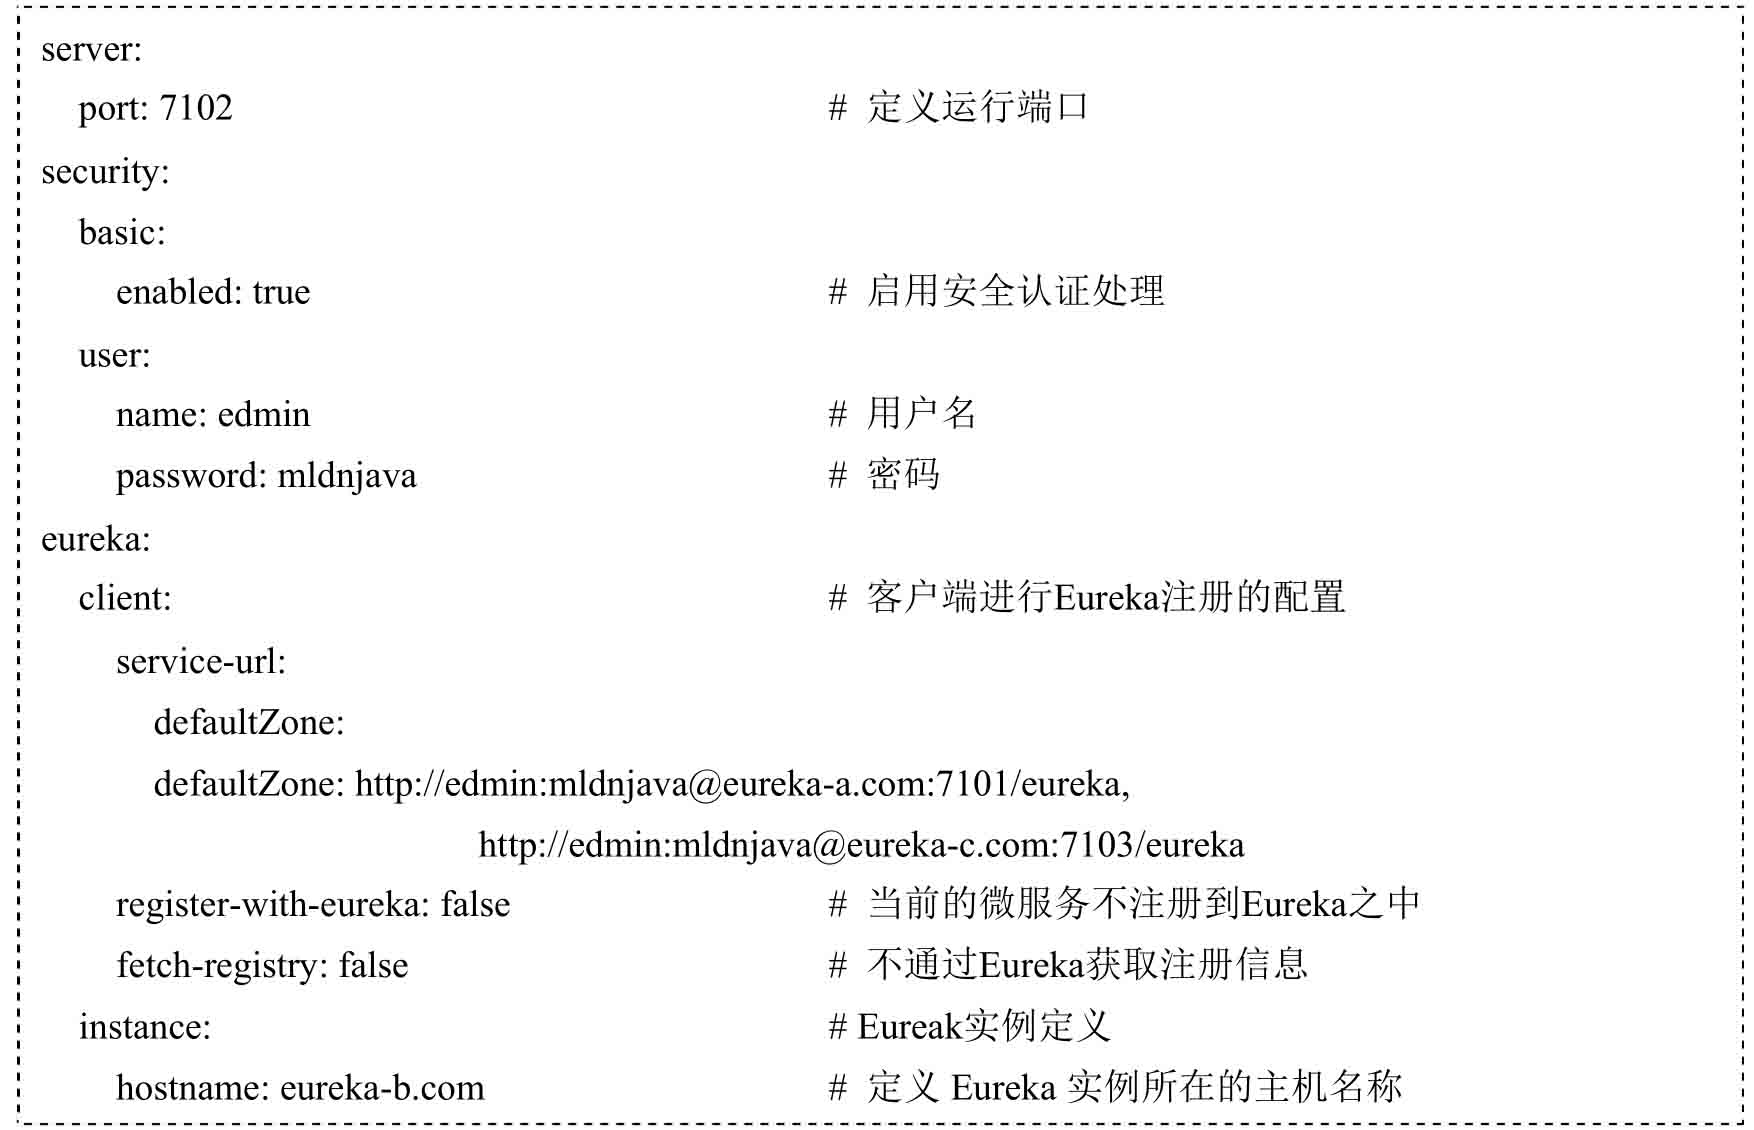 server:
port: 7102 # 定义运行端口
security:
basic:
enabled: true # 启用安全认证处理
user:
name: edmin # 用户名
password: mldnjava # 密码
eureka:
client: # 客户端进行Eureka注册的配置
service-url:
defaultZone:
defaultZone: http://edmin:mldnjava@eureka-a.com:7101/eureka,
http://edmin:mldnjava@eureka-c.com:7103/eureka
register-with-eureka: false # 当前的微服务不注册到Eureka之中
fetch-registry: false # 不通过Eureka获取注册信息
instance: # Eureak实例定义
hostname: eureka-b.com # 定义 Eureka 实例所在的主机名称